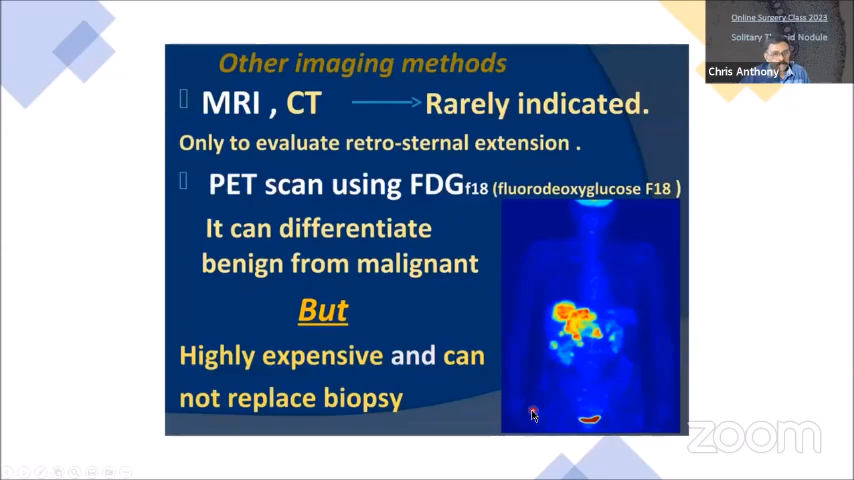 Online Surgery Class 2023
Solitary Nodule
Chris Anthony
Other imaging methods
MRI , CT Rarely indicated.
Only to evaluate retro-sternal extension .
PET scan using FDGf18 (fluorodeoxyglucose F18 )
It can differentiate
benign from malignant
But
Highly expensive and can
not replace biopsy
zoom